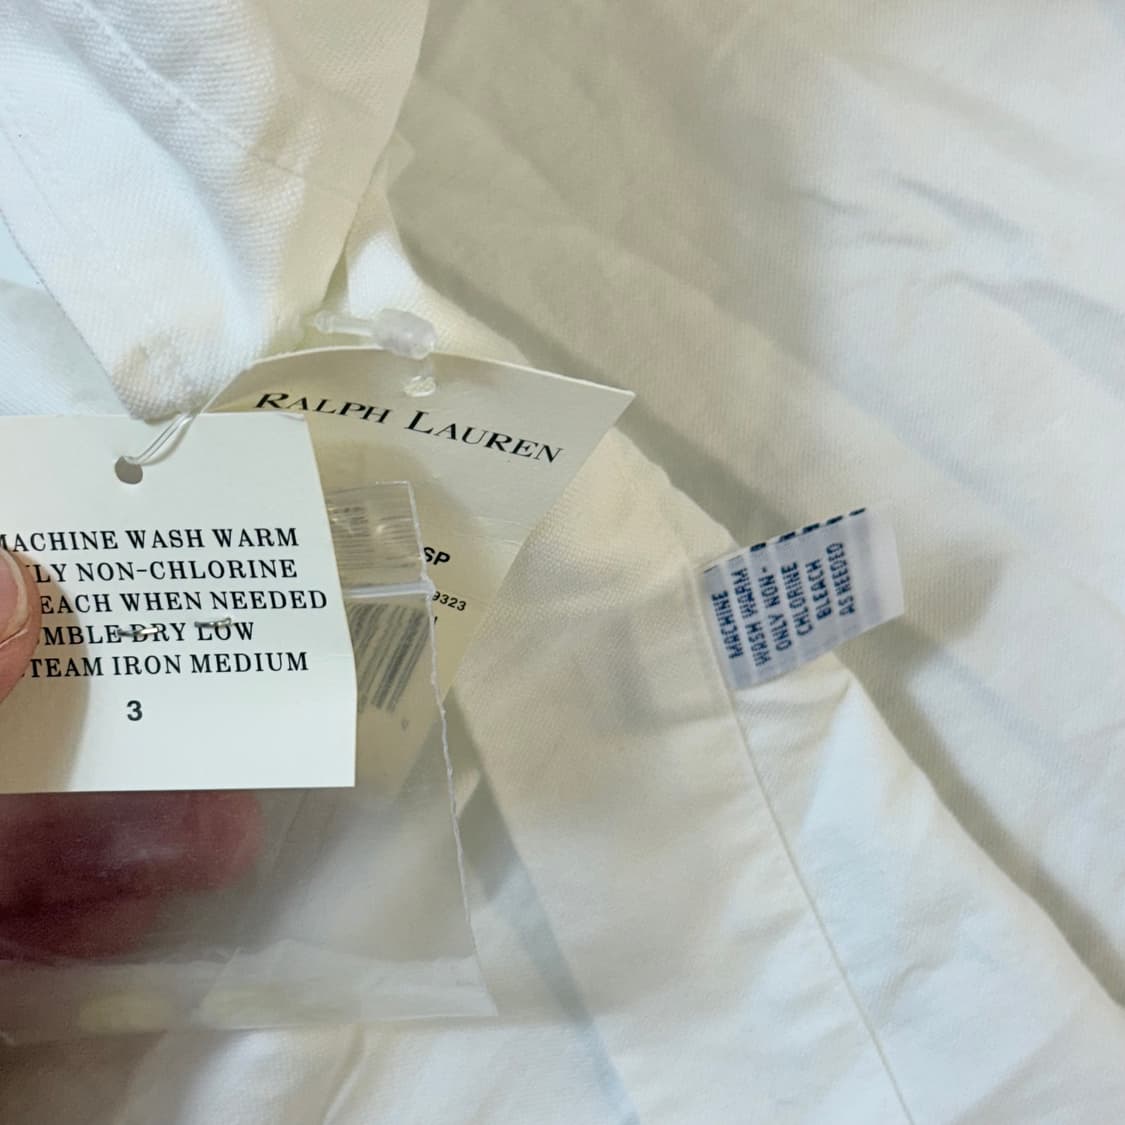 RALPH LAUREN
MACHINE WASH WARM
LY NON-CHLORINE
EACH WHEN NEEDED
MBLE DRY LOW
TEAM IRON MEDIUM
3
SP
9323
MACHINE
WASH WARM
ONLY NON-
CHLORINE
BLEACH
AS NEEDED